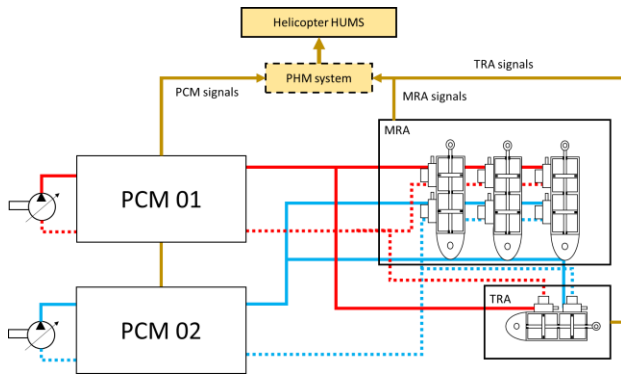 Helicopter HUMS
PHM system
TRA signals
PCM signals
MRA signals
MRA
PCM 01
PCM 02
TRA